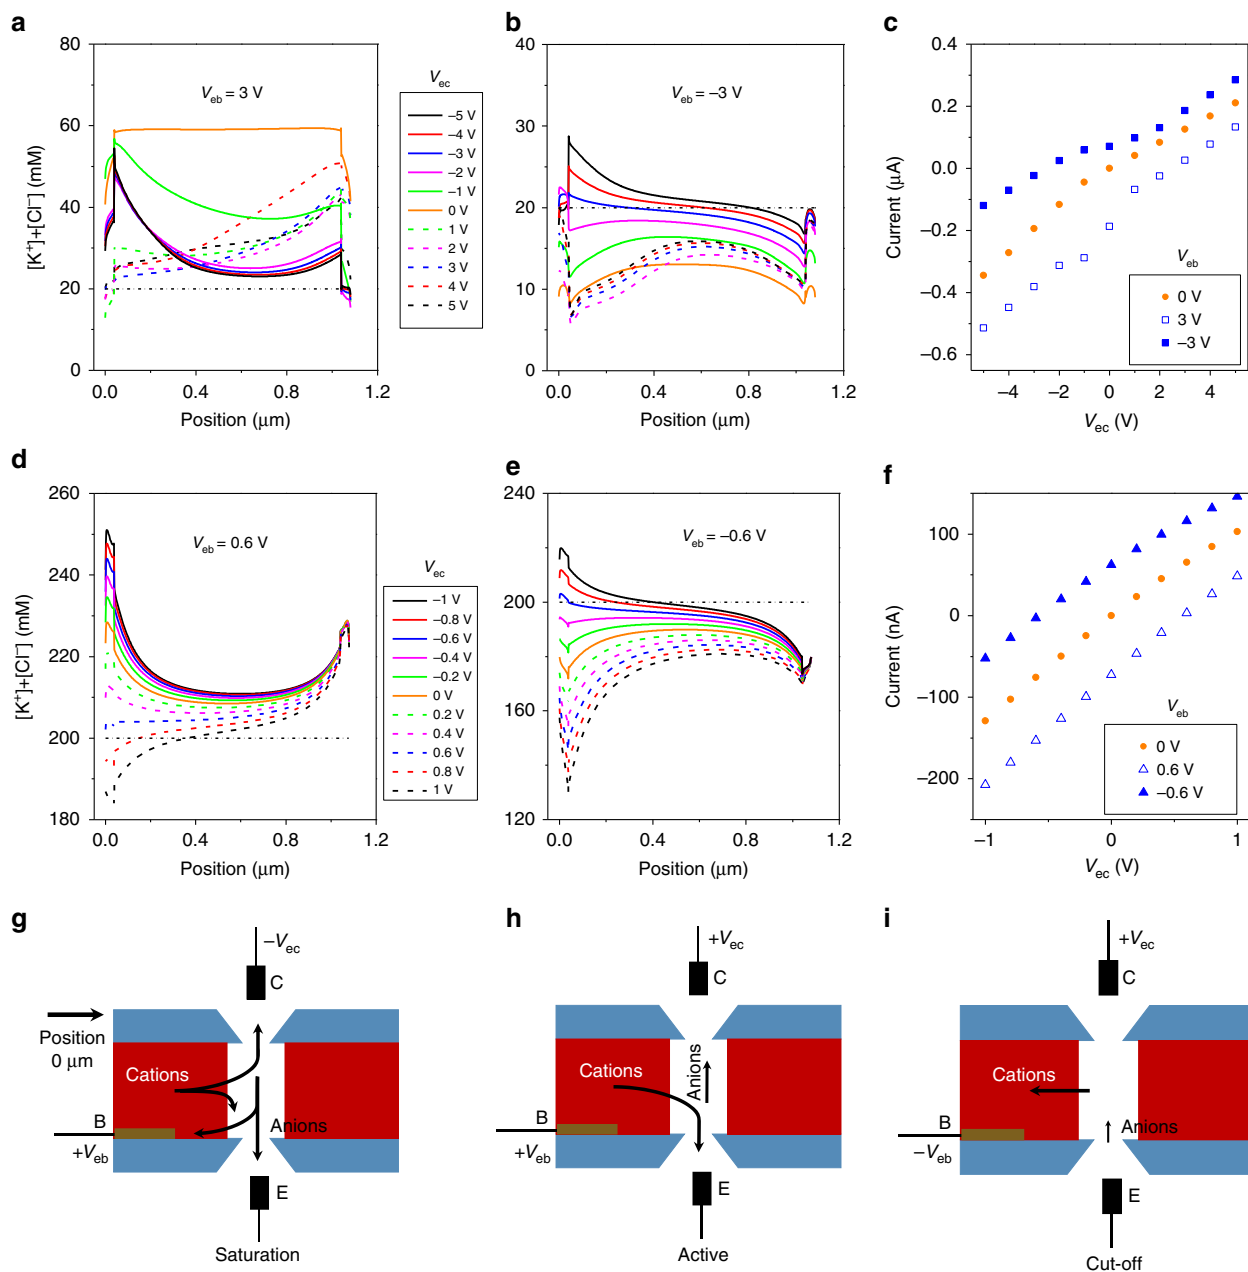 a
80
60
40
20
0
[K⁺]+[Cl⁻] (mM)
V_eb = 3 V
0.0
0.4
0.8
1.2
Position (μm)
V_ec
−5 V
−4 V
−3 V
−2 V
−1 V
0 V
1 V
2 V
3 V
4 V
5 V
b
40
30
20
10
0
V_eb = −3 V
0.0
0.4
0.8
1.2
Position (μm)
c
0.4
0.2
0.0
−0.2
−0.4
−0.6
Current (μA)
V_eb
0 V
3 V
−3 V
−4
−2
0
2
4
V_ec (V)
d
260
240
220
200
180
[K⁺]+[Cl⁻] (mM)
V_eb = 0.6 V
0.0
0.4
0.8
1.2
Position (μm)
V_ec
−1 V
−0.8 V
−0.6 V
−0.4 V
−0.2 V
0 V
0.2 V
0.4 V
0.6 V
0.8 V
1 V
e
240
200
160
120
V_eb = −0.6 V
0.0
0.4
0.8
1.2
Position (μm)
f
100
0
−100
−200
Current (nA)
V_eb
0 V
0.6 V
−0.6 V
−1
0
1
V_ec (V)
g
−V_ec
C
Position
0 μm
Cations
B
Anions
+V_eb
E
Saturation
h
+V_ec
C
Cations
Anions
B
+V_eb
E
Active
i
+V_ec
C
Cations
B
Anions
−V_eb
E
Cut-off